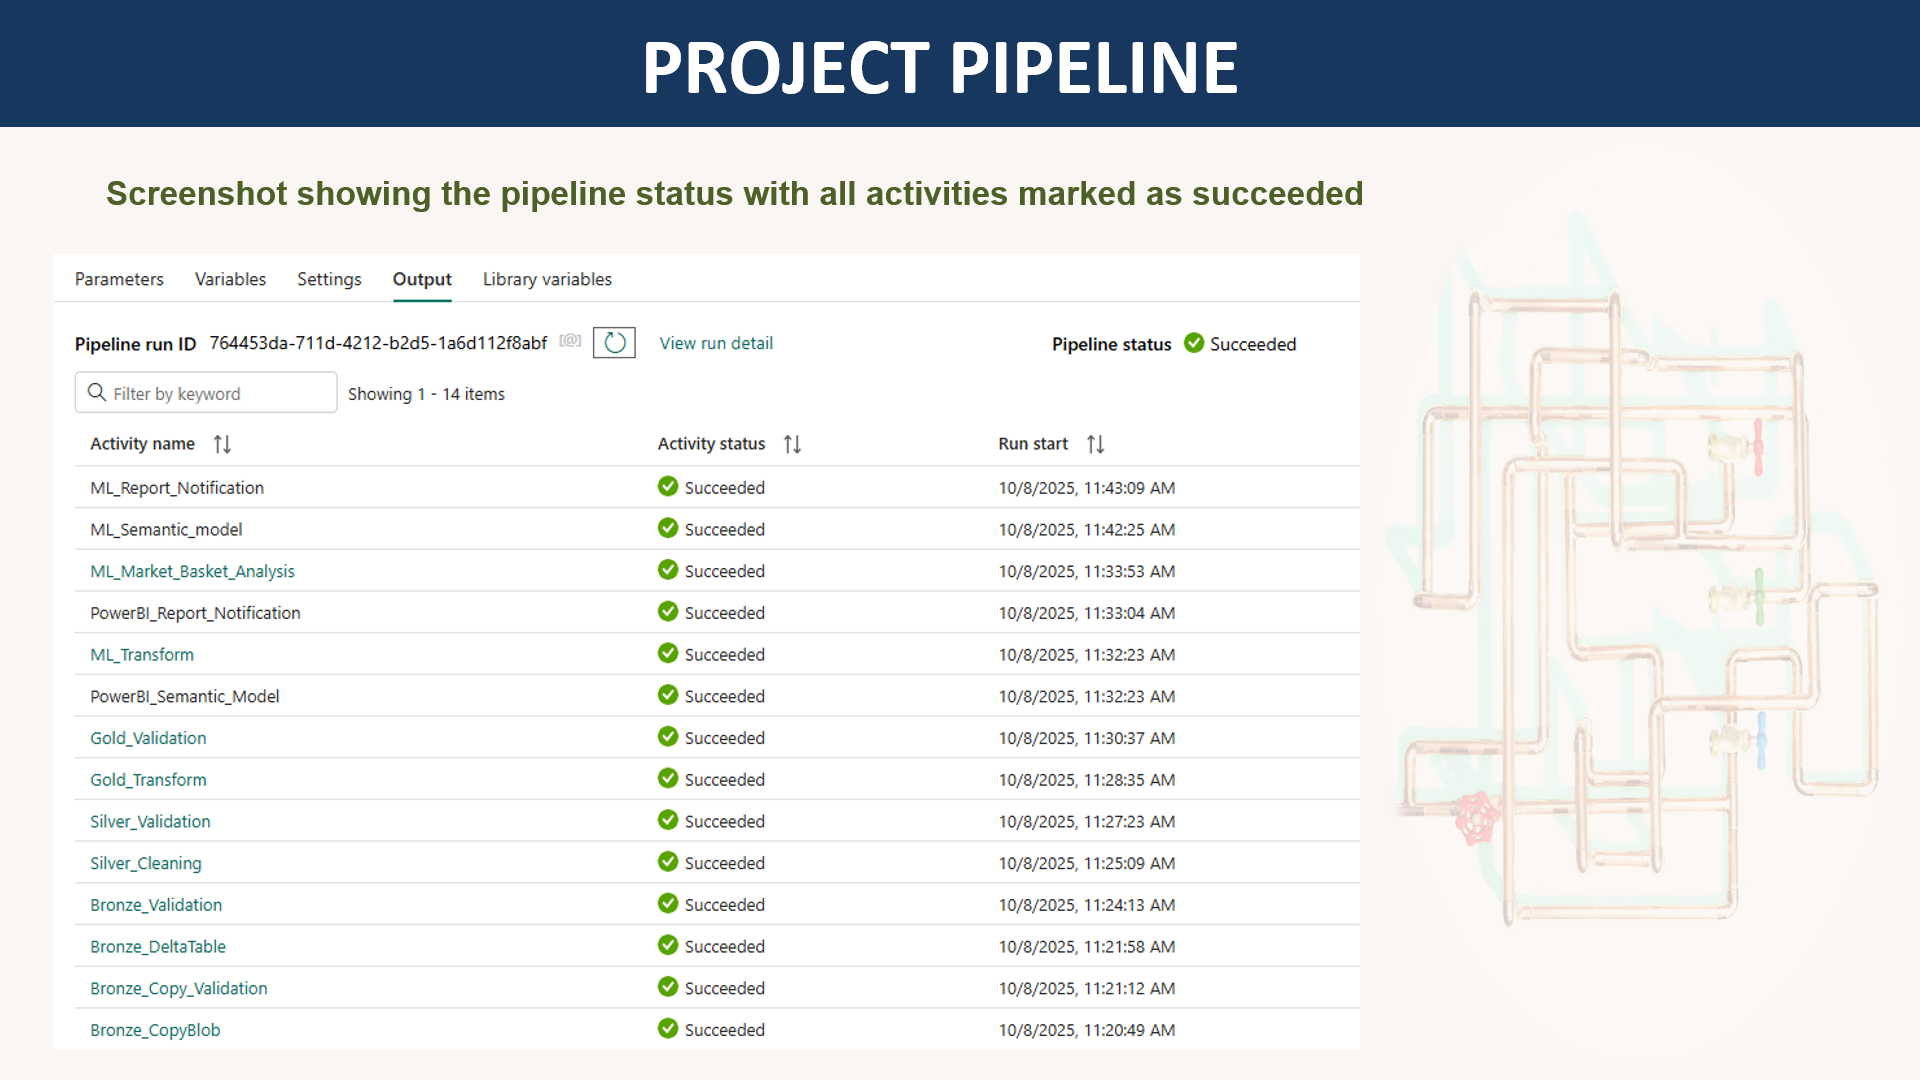 PROJECT PIPELINE
Screenshot showing the pipeline status with all activities marked as succeeded
Parameters Variables Settings Output Library variables
Pipeline run ID 764453da-711d-4212-b2d5-1a6d112f8abf [@] View run detail Pipeline status Succeeded
Filter by keyword Showing 1 - 14 items
Activity name Activity status Run start
ML_Report_Notification Succeeded 10/8/2025, 11:43:09 AM
ML_Semantic_model Succeeded 10/8/2025, 11:42:25 AM
ML_Market_Basket_Analysis Succeeded 10/8/2025, 11:33:53 AM
PowerBI_Report_Notification Succeeded 10/8/2025, 11:33:04 AM
ML_Transform Succeeded 10/8/2025, 11:32:23 AM
PowerBI_Semantic_Model Succeeded 10/8/2025, 11:32:23 AM
Gold_Validation Succeeded 10/8/2025, 11:30:37 AM
Gold_Transform Succeeded 10/8/2025, 11:28:35 AM
Silver_Validation Succeeded 10/8/2025, 11:27:23 AM
Silver_Cleaning Succeeded 10/8/2025, 11:25:09 AM
Bronze_Validation Succeeded 10/8/2025, 11:24:13 AM
Bronze_DeltaTable Succeeded 10/8/2025, 11:21:58 AM
Bronze_Copy_Validation Succeeded 10/8/2025, 11:21:12 AM
Bronze_CopyBlob Succeeded 10/8/2025, 11:20:49 AM